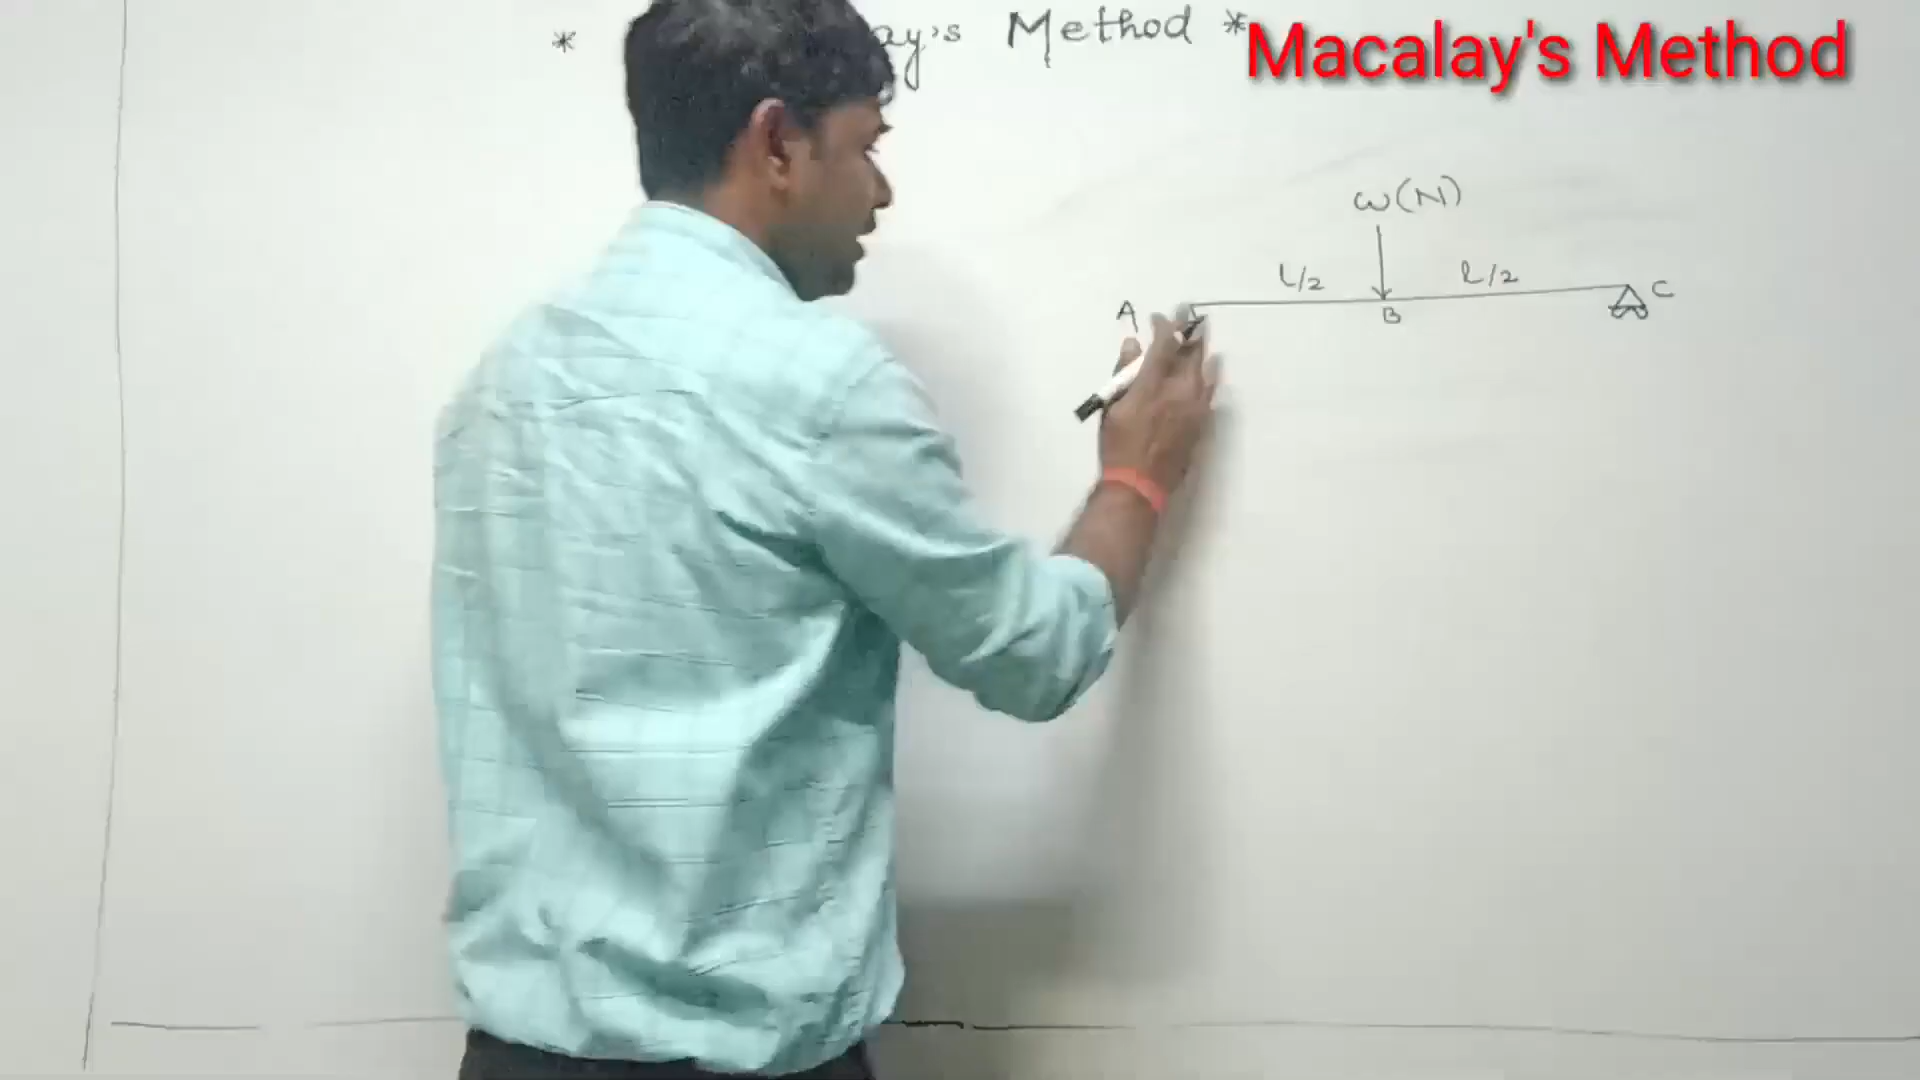 * ay's Method *
Macalay's Method
w(N)
L/2 L/2
A B C